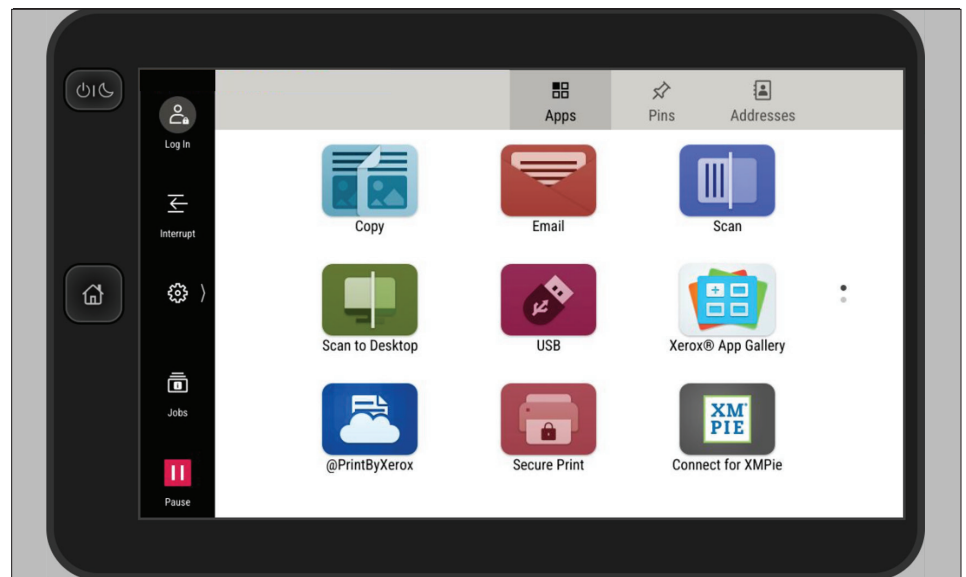 Apps
Pins
Addresses
Log In
Interrupt
Jobs
Pause
Copy
Email
Scan
Scan to Desktop
USB
Xerox® App Gallery
@PrintByXerox
Secure Print
XM
PIE
Connect for XMPie